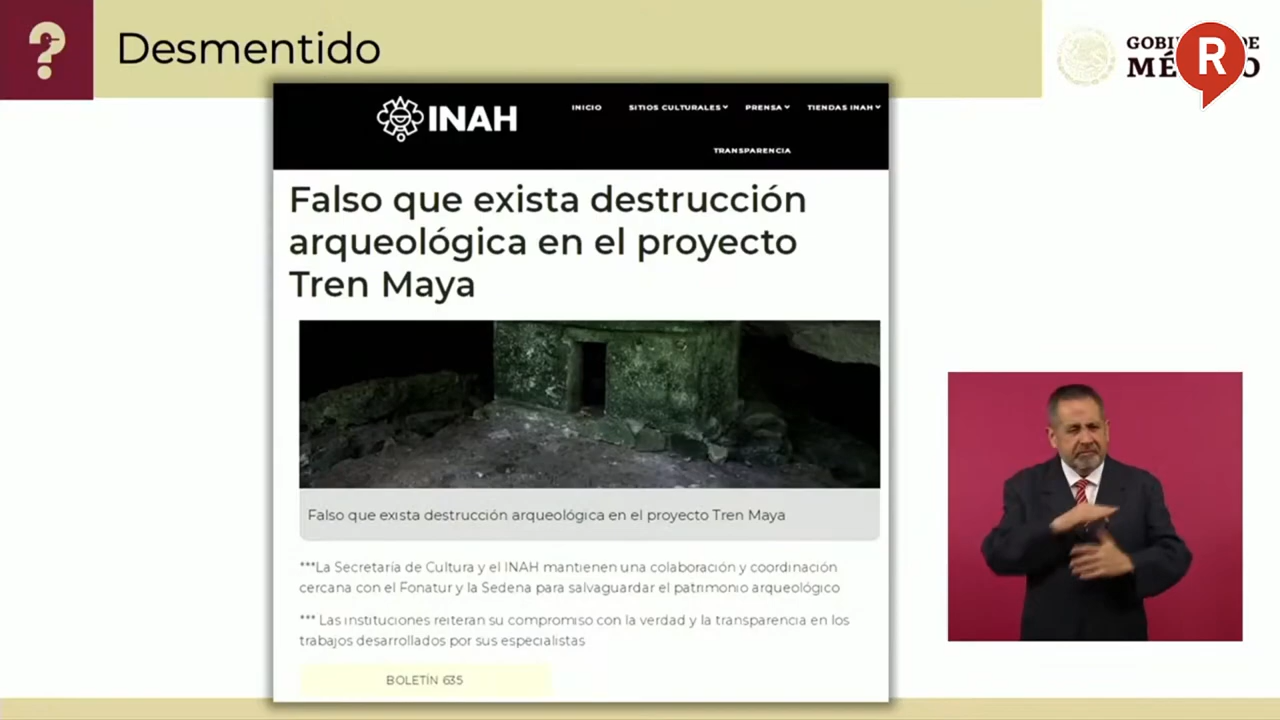 ?
Desmentido
GOBI DE
MÉ O
R
INAH
INICIO SITIOS CULTURALES PRENSA TIENDAS INAH
TRANSPARENCIA
Falso que exista destrucción
arqueológica en el proyecto
Tren Maya
Falso que exista destrucción arqueológica en el proyecto Tren Maya
***La Secretaría de Cultura y el INAH mantienen una colaboración y coordinación
cercana con el Fonatur y la Sedena para salvaguardar el patrimonio arqueológico
*** Las instituciones reiteran su compromiso con la verdad y la transparencia en los
trabajos desarrollados por sus especialistas
BOLETÍN 635